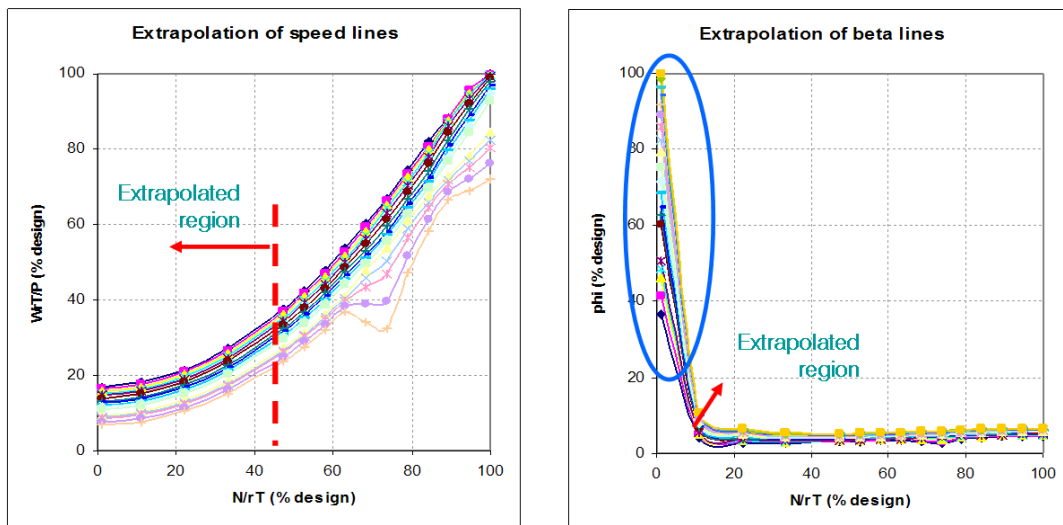 Extrapolation of speed lines
100
80
60
40
20
0
WrT/P (% design)
Extrapolated
region
0 20 40 60 80 100
N/rT (% design)
Extrapolation of beta lines
100
80
60
40
20
0
phi (% design)
Extrapolated
region
0 20 40 60 80 100
N/rT (% design)